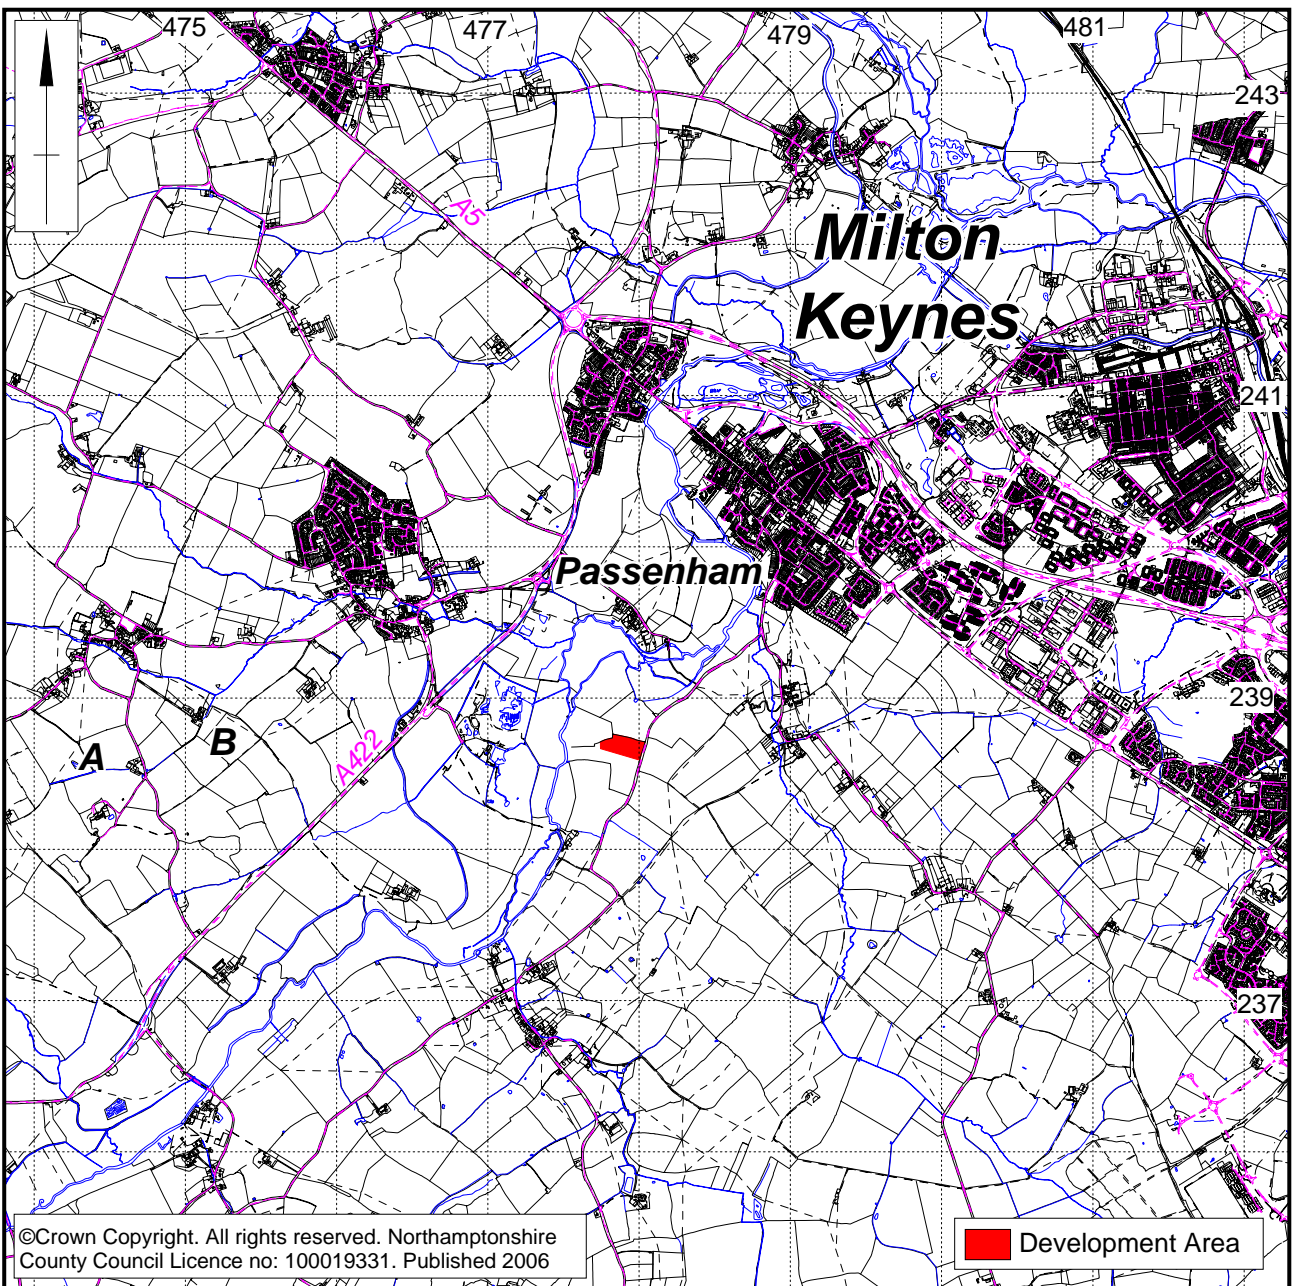 475
477
479
481
243
A5
Milton
Keynes
241
Passenham
239
A
B
A422
237
©Crown Copyright. All rights reserved. Northamptonshire
County Council Licence no: 100019331. Published 2006
Development Area